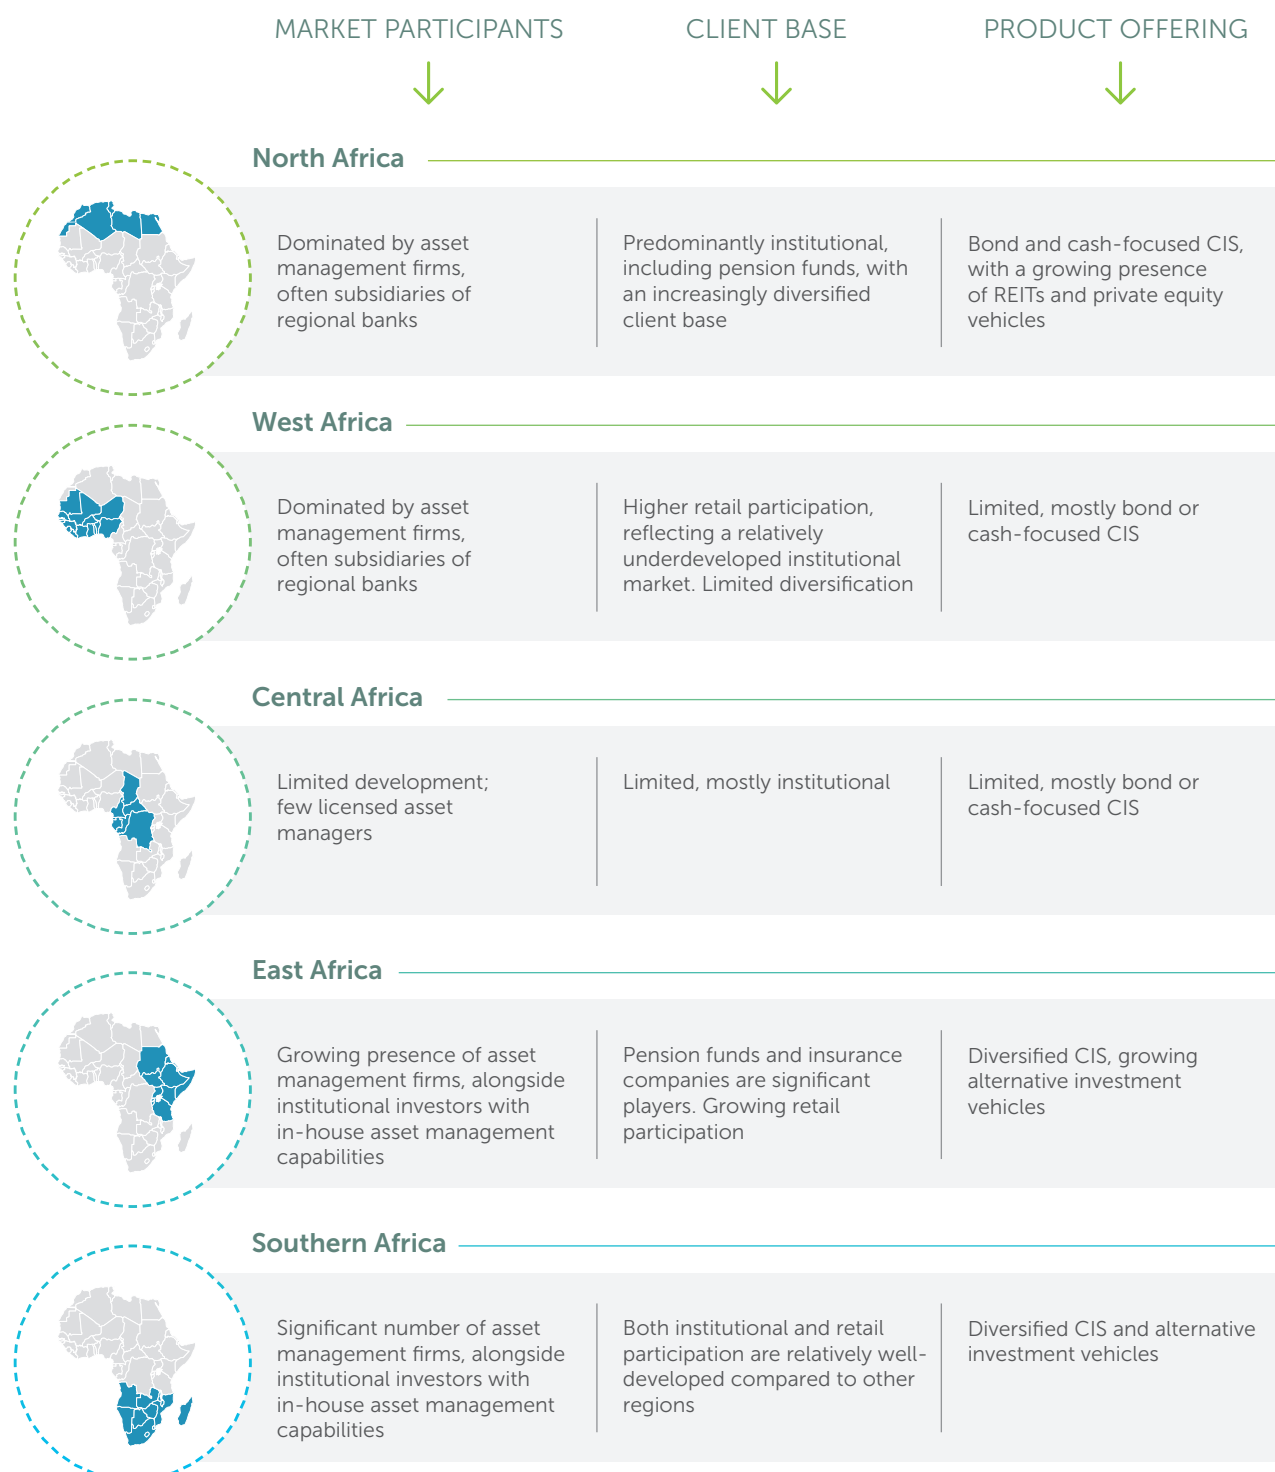 MARKET PARTICIPANTS
CLIENT BASE
PRODUCT OFFERING
North Africa
Dominated by asset
management firms,
often subsidiaries of
regional banks
Predominantly institutional,
including pension funds, with
an increasingly diversified
client base
Bond and cash-focused CIS,
with a growing presence
of REITs and private equity
vehicles
West Africa
Dominated by asset
management firms,
often subsidiaries of
regional banks
Higher retail participation,
reflecting a relatively
underdeveloped institutional
market. Limited diversification
Limited, mostly bond or
cash-focused CIS
Central Africa
Limited development;
few licensed asset
managers
Limited, mostly institutional
Limited, mostly bond or
cash-focused CIS
East Africa
Growing presence of asset
management firms, alongside
institutional investors with
in-house asset management
capabilities
Pension funds and insurance
companies are significant
players. Growing retail
participation
Diversified CIS, growing
alternative investment
vehicles
Southern Africa
Significant number of asset
management firms, alongside
institutional investors with
in-house asset management
capabilities
Both institutional and retail
participation are relatively well-
developed compared to other
regions
Diversified CIS and alternative
investment vehicles